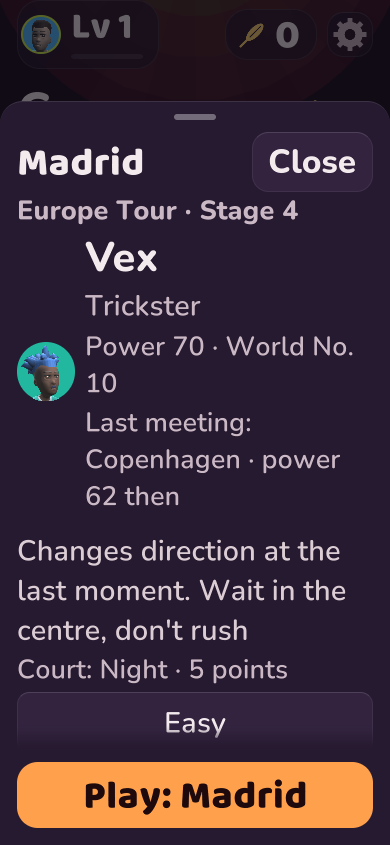 Lv 1
0
Madrid
Close
Europe Tour · Stage 4
Vex
Trickster
Power 70 · World No.
10
Last meeting:
Copenhagen · power
62 then
Changes direction at the
last moment. Wait in the
centre, don't rush
Court: Night · 5 points
Easy
Play: Madrid